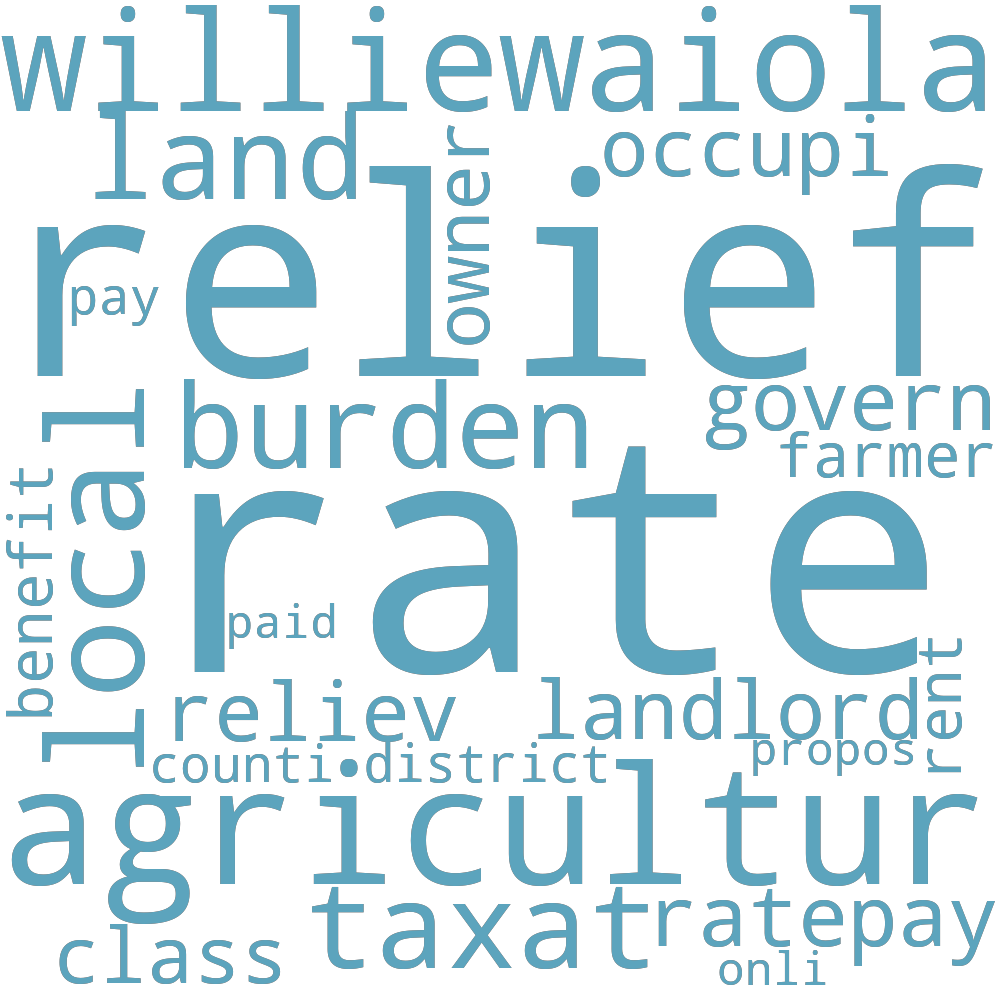 williewaiola
land
owner
occupi
relief
pay
burden
govern
farmer
local
benefit
rate
paid
rent
reliev
landlord
propos
counti
district
agricultur
taxat
ratepay
class
onli